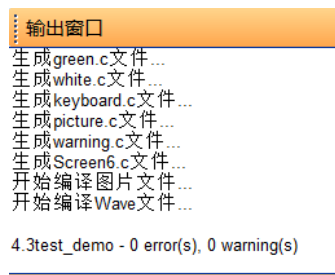 输出窗口
生成green.c文件...
生成white.c文件...
生成keyboard.c文件...
生成picture.c文件...
生成warning.c文件...
生成Screen6.c文件...
开始编译图片文件...
开始编译Wave文件...
4.3test_demo - 0 error(s), 0 warning(s)